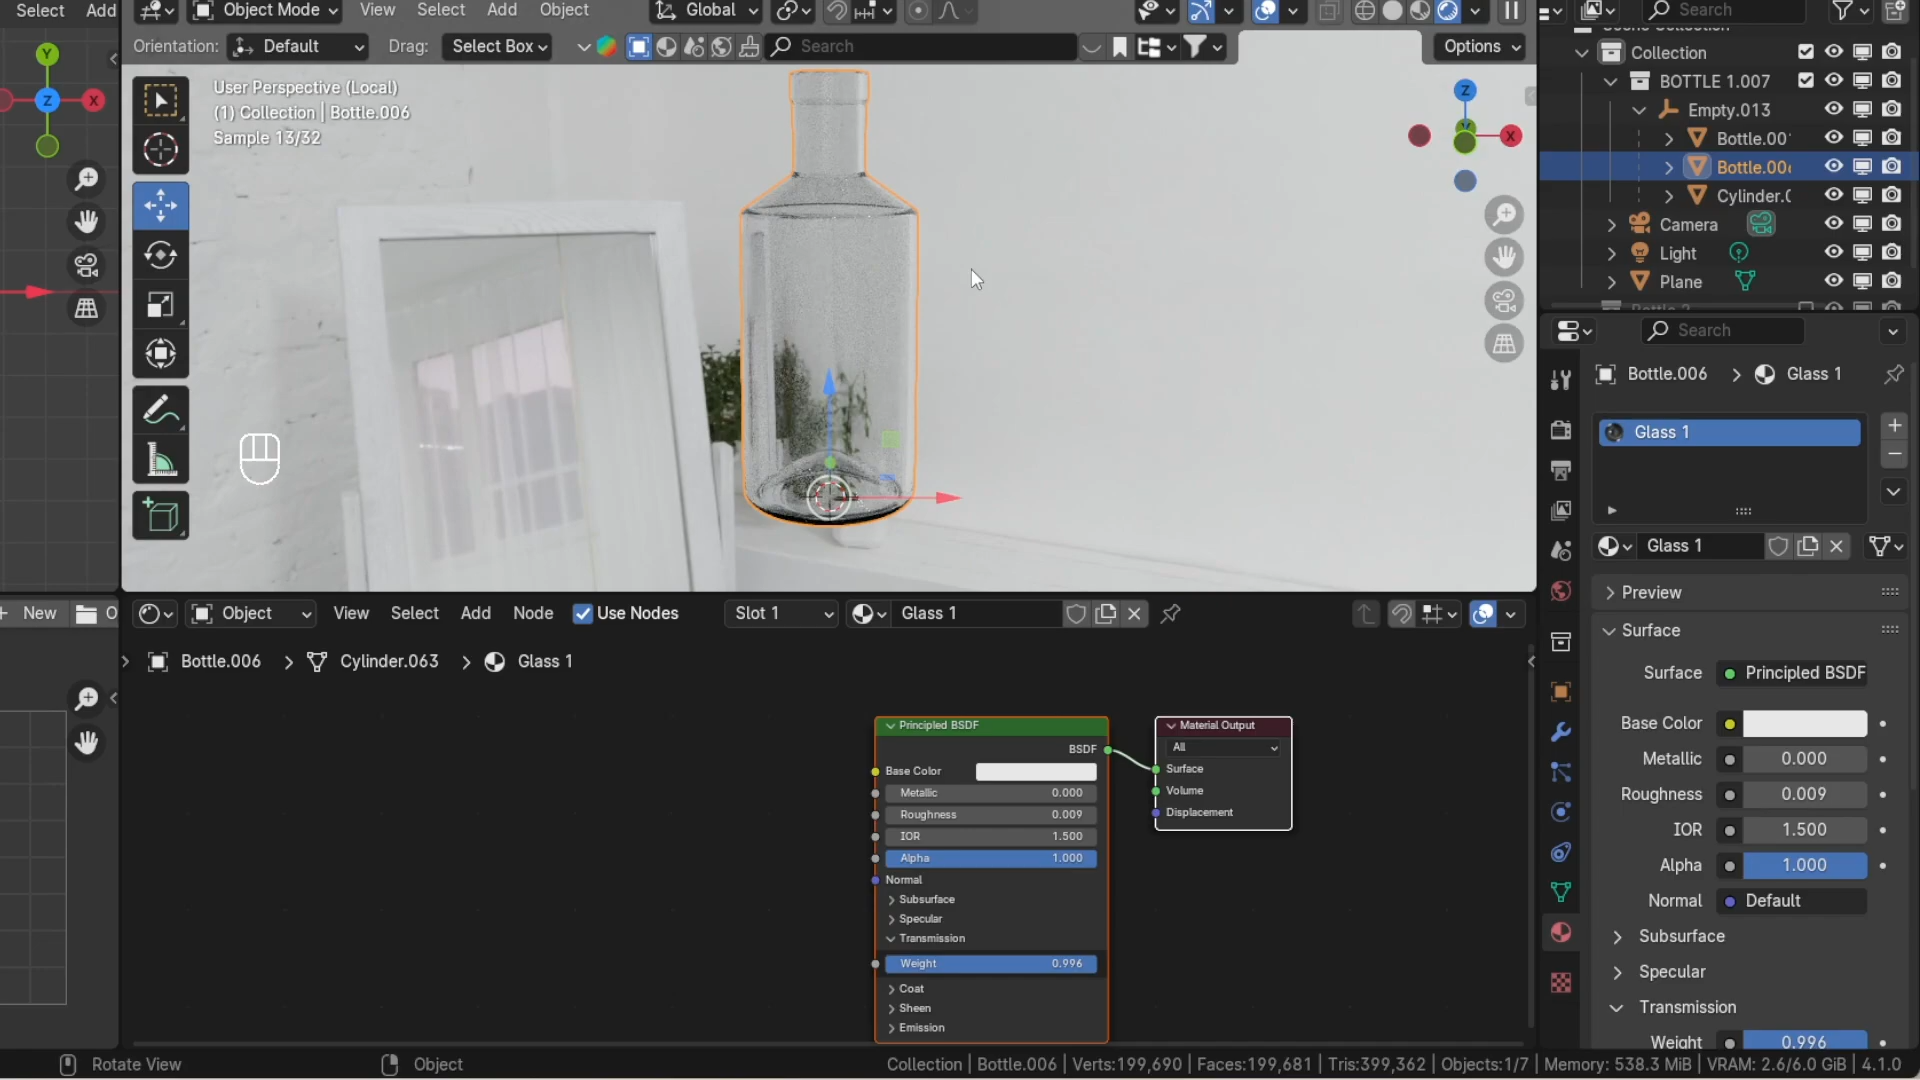 Select Add
Object Mode View Select Add Object Global
Search
Orientation: Default Drag: Select Box Search Options
User Perspective (Local)
(1) Collection | Bottle.006
Sample 13/32
Y
Z X
Z
X
Collection
BOTTLE 1.007
Empty.013
Bottle.00
Bottle.00
Cylinder.(
Camera
Light
Plane
Search
Bottle.006 Glass 1
Glass 1
Glass 1
Preview
Surface
Surface Principled BSDF
Base Color
Metallic 0.000
Roughness 0.009
IOR 1.500
Alpha 1.000
Normal Default
Subsurface
Specular
Transmission
Weight 0.996
New O
Object View Select Add Node Use Nodes Slot 1 Glass 1
Bottle.006 Cylinder.063 Glass 1
Principled BSDF
BSDF
Base Color
Metallic 0.000
Roughness 0.009
IOR 1.500
Alpha 1.000
Normal
Subsurface
Specular
Transmission
Weight 0.996
Coat
Sheen
Emission
Material Output
All
Surface
Volume
Displacement
Rotate View Object Collection | Bottle.006 | Verts:199,690 | Faces:199,681 | Tris:399,362 | Objects:1/7 | Memory: 538.3 MiB | VRAM: 2.6/6.0 GiB | 4.1.0